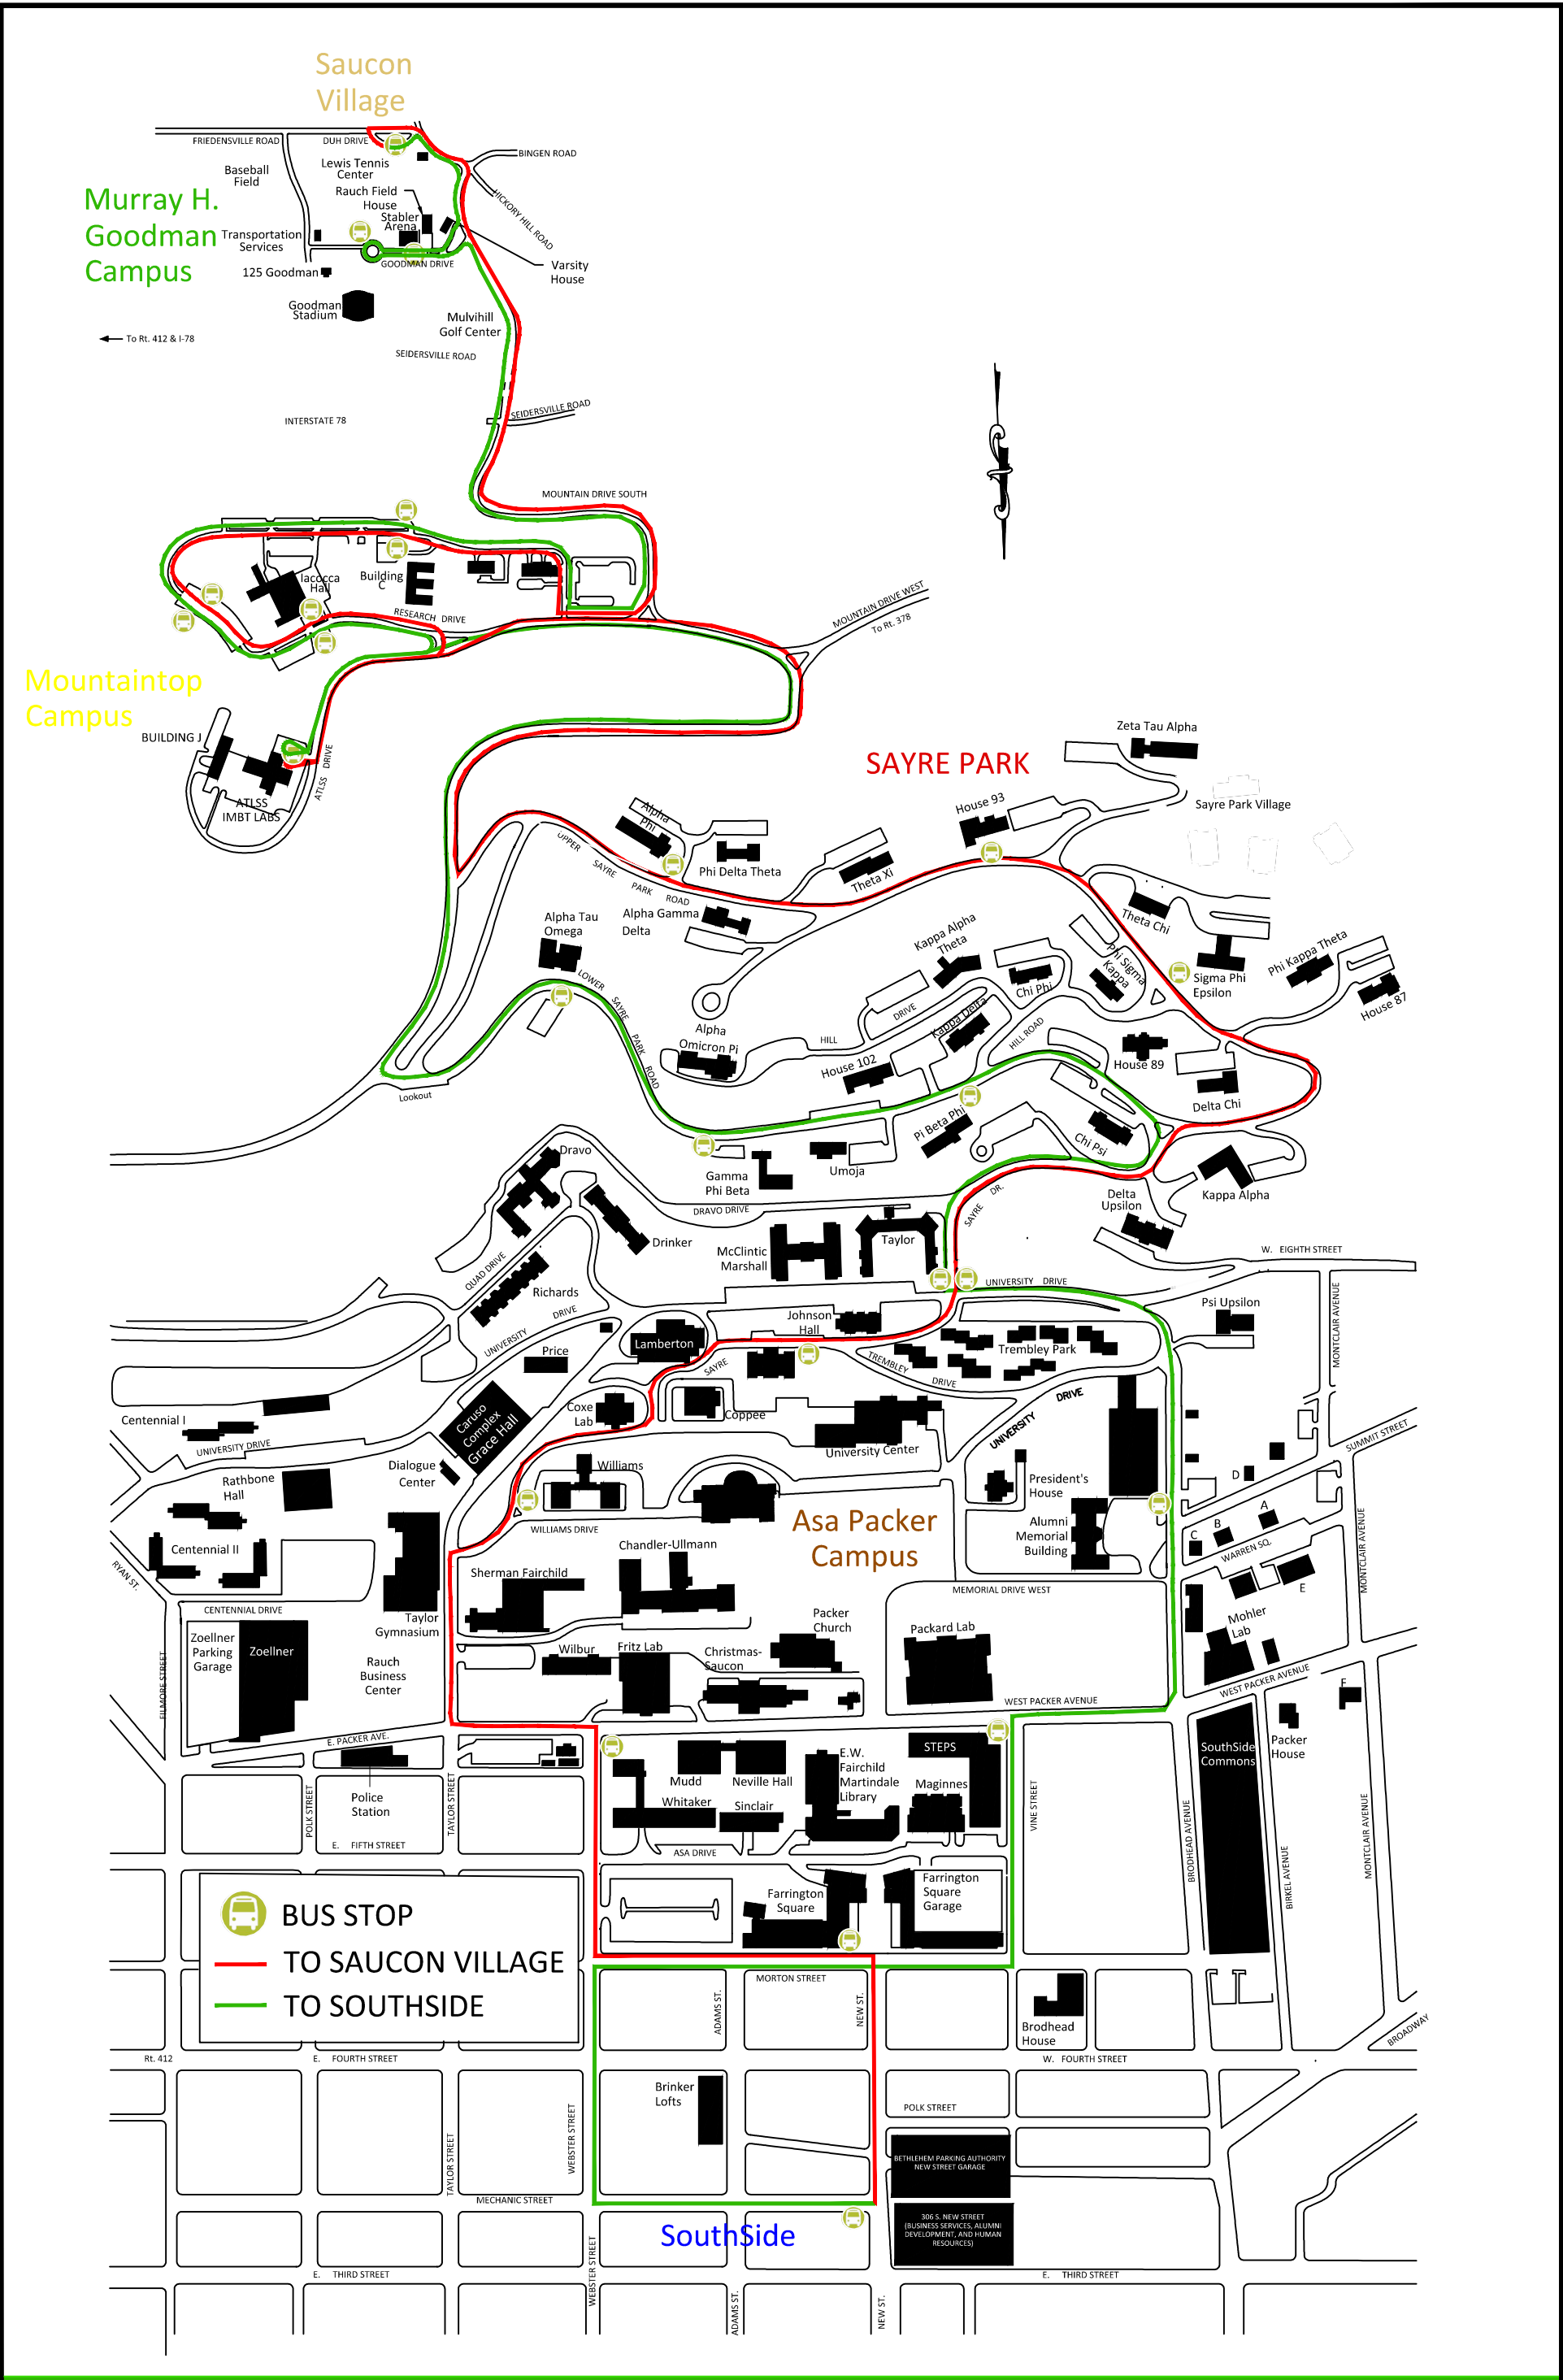 Saucon
Village
FRIEDENSVILLE ROAD
DUH DRIVE
BINGEN ROAD
Baseball
Field
Lewis Tennis
Center
Rauch Field
House
HICKORY HILL ROAD
Murray H.
Goodman
Campus
Stabler
Arena
Transportation
Services
125 Goodman
GOODMAN DRIVE
Varsity
House
Goodman
Stadium
Mulvihill
Golf Center
To Rt. 412 & I-78
SEIDERSVILLE ROAD
SEIDERSVILLE ROAD
INTERSTATE 78
MOUNTAIN DRIVE SOUTH
Iacocca
Hall
Building
C
RESEARCH DRIVE
MOUNTAIN DRIVE WEST
To Rt. 378
Mountaintop
Campus
BUILDING J
ATLSS
IMBT LABS
ATLSS DRIVE
SAYRE PARK
Zeta Tau Alpha
Sayre Park Village
House 93
Alpha
Phi
UPPER SAYRE PARK ROAD
Phi Delta Theta
Theta Xi
Theta Chi
Alpha Tau
Omega
Alpha Gamma
Delta
Kappa Alpha
Theta
Phi Sigma
Kappa
Sigma Phi
Epsilon
Phi Kappa Theta
House 87
Chi Phi
LOWER SAYRE PARK ROAD
DRIVE
Kappa Delta
HILL ROAD
Alpha
Omicron Pi
HILL
House 102
House 89
Delta Chi
Lookout
Pi Beta Phi
Chi Psi
Dravo
Gamma
Phi Beta
Umoja
Kappa Alpha
Delta
Upsilon
DRAVO DRIVE
SAYRE DR.
Drinker
McClintic
Marshall
Taylor
W. EIGHTH STREET
QUAD DRIVE
Richards
UNIVERSITY DRIVE
Psi Upsilon
MONTCLAIR AVENUE
UNIVERSITY DRIVE
Johnson
Hall
Lamberton
Price
SAYRE
TREMBLEY
DRIVE
Trembley Park
Centennial I
UNIVERSITY DRIVE
Caruso
Complex
Grace Hall
Coxe
Lab
Coppee
University Center
UNIVERSITY DRIVE
SUMMIT STREET
Dialogue
Center
Rathbone
Hall
Williams
President's
House
D
A
B
C
WILLIAMS DRIVE
Asa Packer
Campus
Alumni
Memorial
Building
WARREN SQ.
E
MONTCLAIR AVENUE
Centennial II
RYAN ST.
Chandler-Ullmann
Sherman Fairchild
MEMORIAL DRIVE WEST
CENTENNIAL DRIVE
Taylor
Gymnasium
Packer
Church
Packard Lab
Mohler
Lab
Zoellner
Parking
Garage
Zoellner
Rauch
Business
Center
Wilbur
Fritz Lab
Christmas-
Saucon
FILMORE STREET
WEST PACKER AVENUE
WEST PACKER AVENUE
F
E. PACKER AVE.
Police
Station
Mudd
Neville Hall
E.W.
Fairchild
Martindale
Library
STEPS
Maginnes
SouthSide
Commons
Packer
House
Whitaker
Sinclair
POLK STREET
TAYLOR STREET
VINE STREET
BRODHEAD AVENUE
BIRKEL AVENUE
MONTCLAIR AVENUE
E. FIFTH STREET
ASA DRIVE
Farrington
Square
Farrington
Square
Garage
BUS STOP
TO SAUCON VILLAGE
TO SOUTHSIDE
MORTON STREET
ADAMS ST.
NEW ST.
Brodhead
House
BROADWAY
Rt. 412
E. FOURTH STREET
W. FOURTH STREET
Brinker
Lofts
POLK STREET
TAYLOR STREET
WEBSTER STREET
BETHLEHEM PARKING AUTHORITY
NEW STREET GARAGE
MECHANIC STREET
306 S. NEW STREET
(BUSINESS SERVICES, ALUMNI
DEVELOPMENT, AND HUMAN
RESOURCES)
SouthSide
WEBSTER STREET
E. THIRD STREET
E. THIRD STREET
ADAMS ST.
NEW ST.